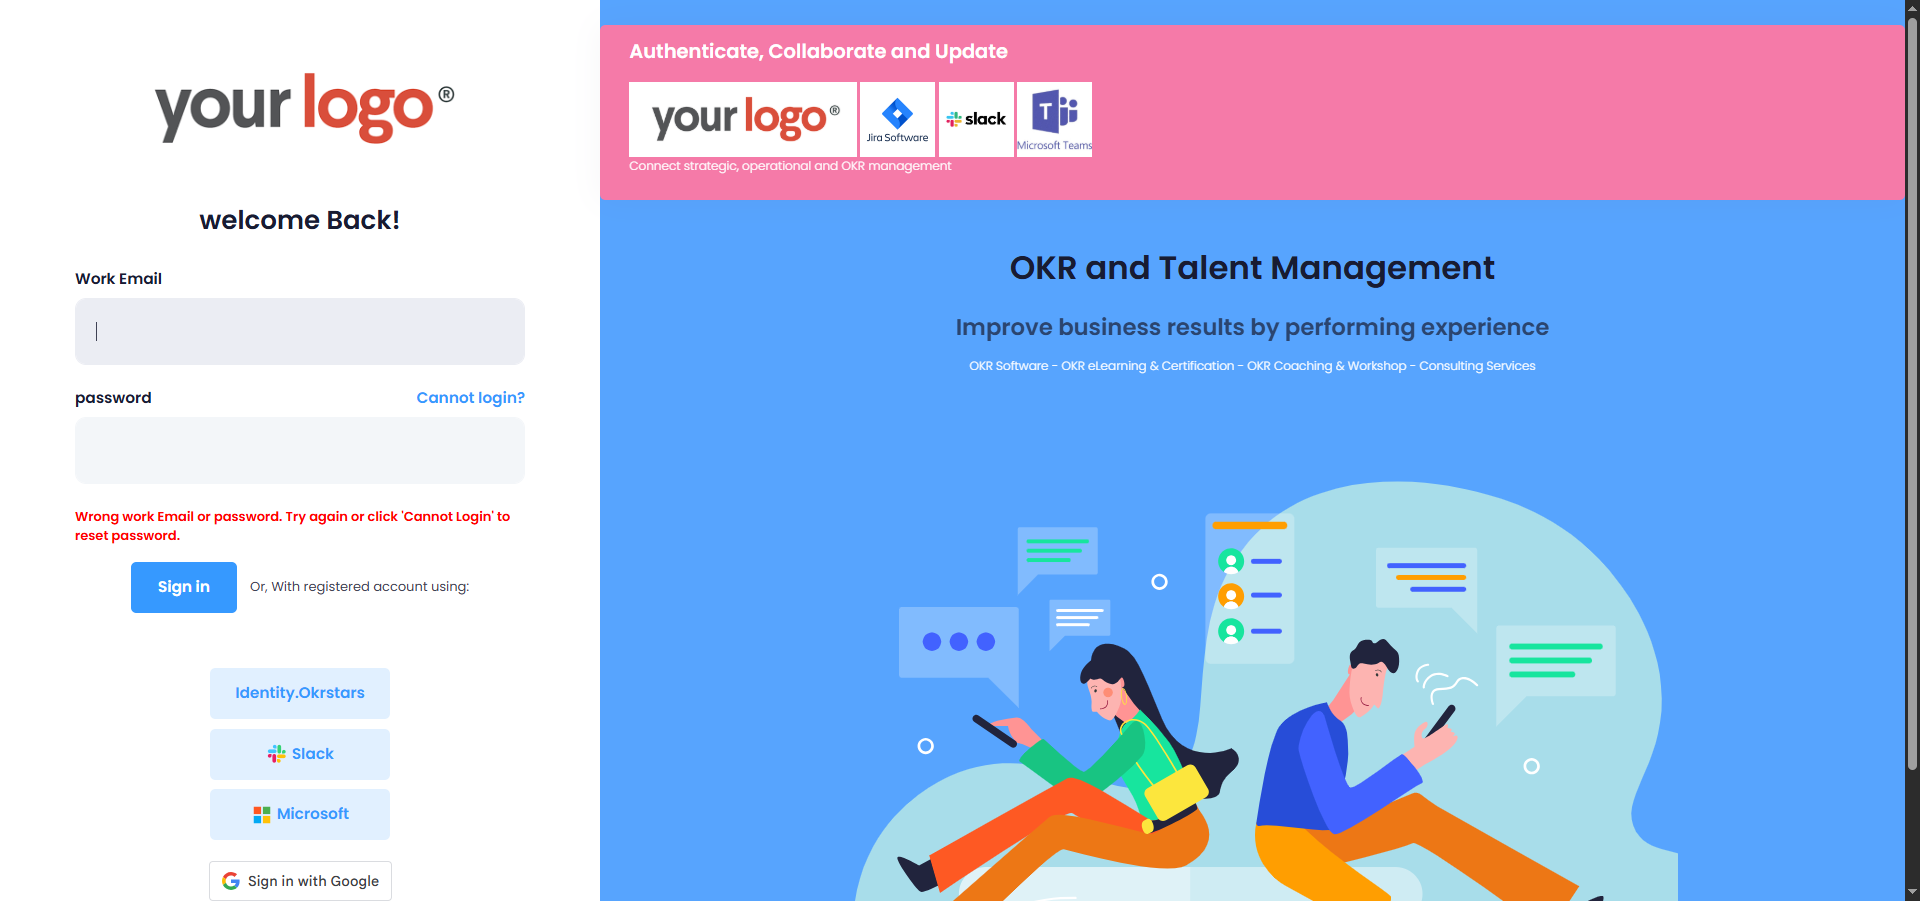 your logo®
welcome Back!
Work Email
password
Cannot login?
Wrong work Email or password. Try again or click 'Cannot Login' to
reset password.
Sign in
Or, With registered account using:
Identity.Okrstars
Slack
Microsoft
Sign in with Google
Authenticate, Collaborate and Update
your logo®
Jira Software
slack
Microsoft Teams
Connect strategic, operational and OKR management
OKR and Talent Management
Improve business results by performing experience
OKR Software - OKR eLearning & Certification - OKR Coaching & Workshop - Consulting Services